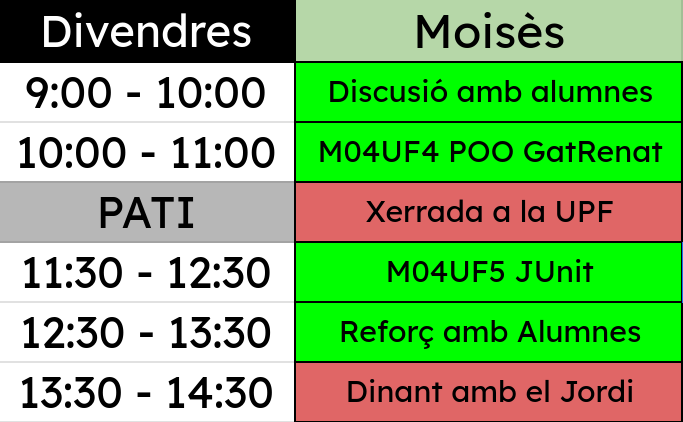 Divendres Moisès
9:00 - 10:00 Discusió amb alumnes
10:00 - 11:00 M04UF4 POO GatRenat
PATI Xerrada a la UPF
11:30 - 12:30 M04UF5 JUnit
12:30 - 13:30 Reforç amb Alumnes
13:30 - 14:30 Dinant amb el Jordi